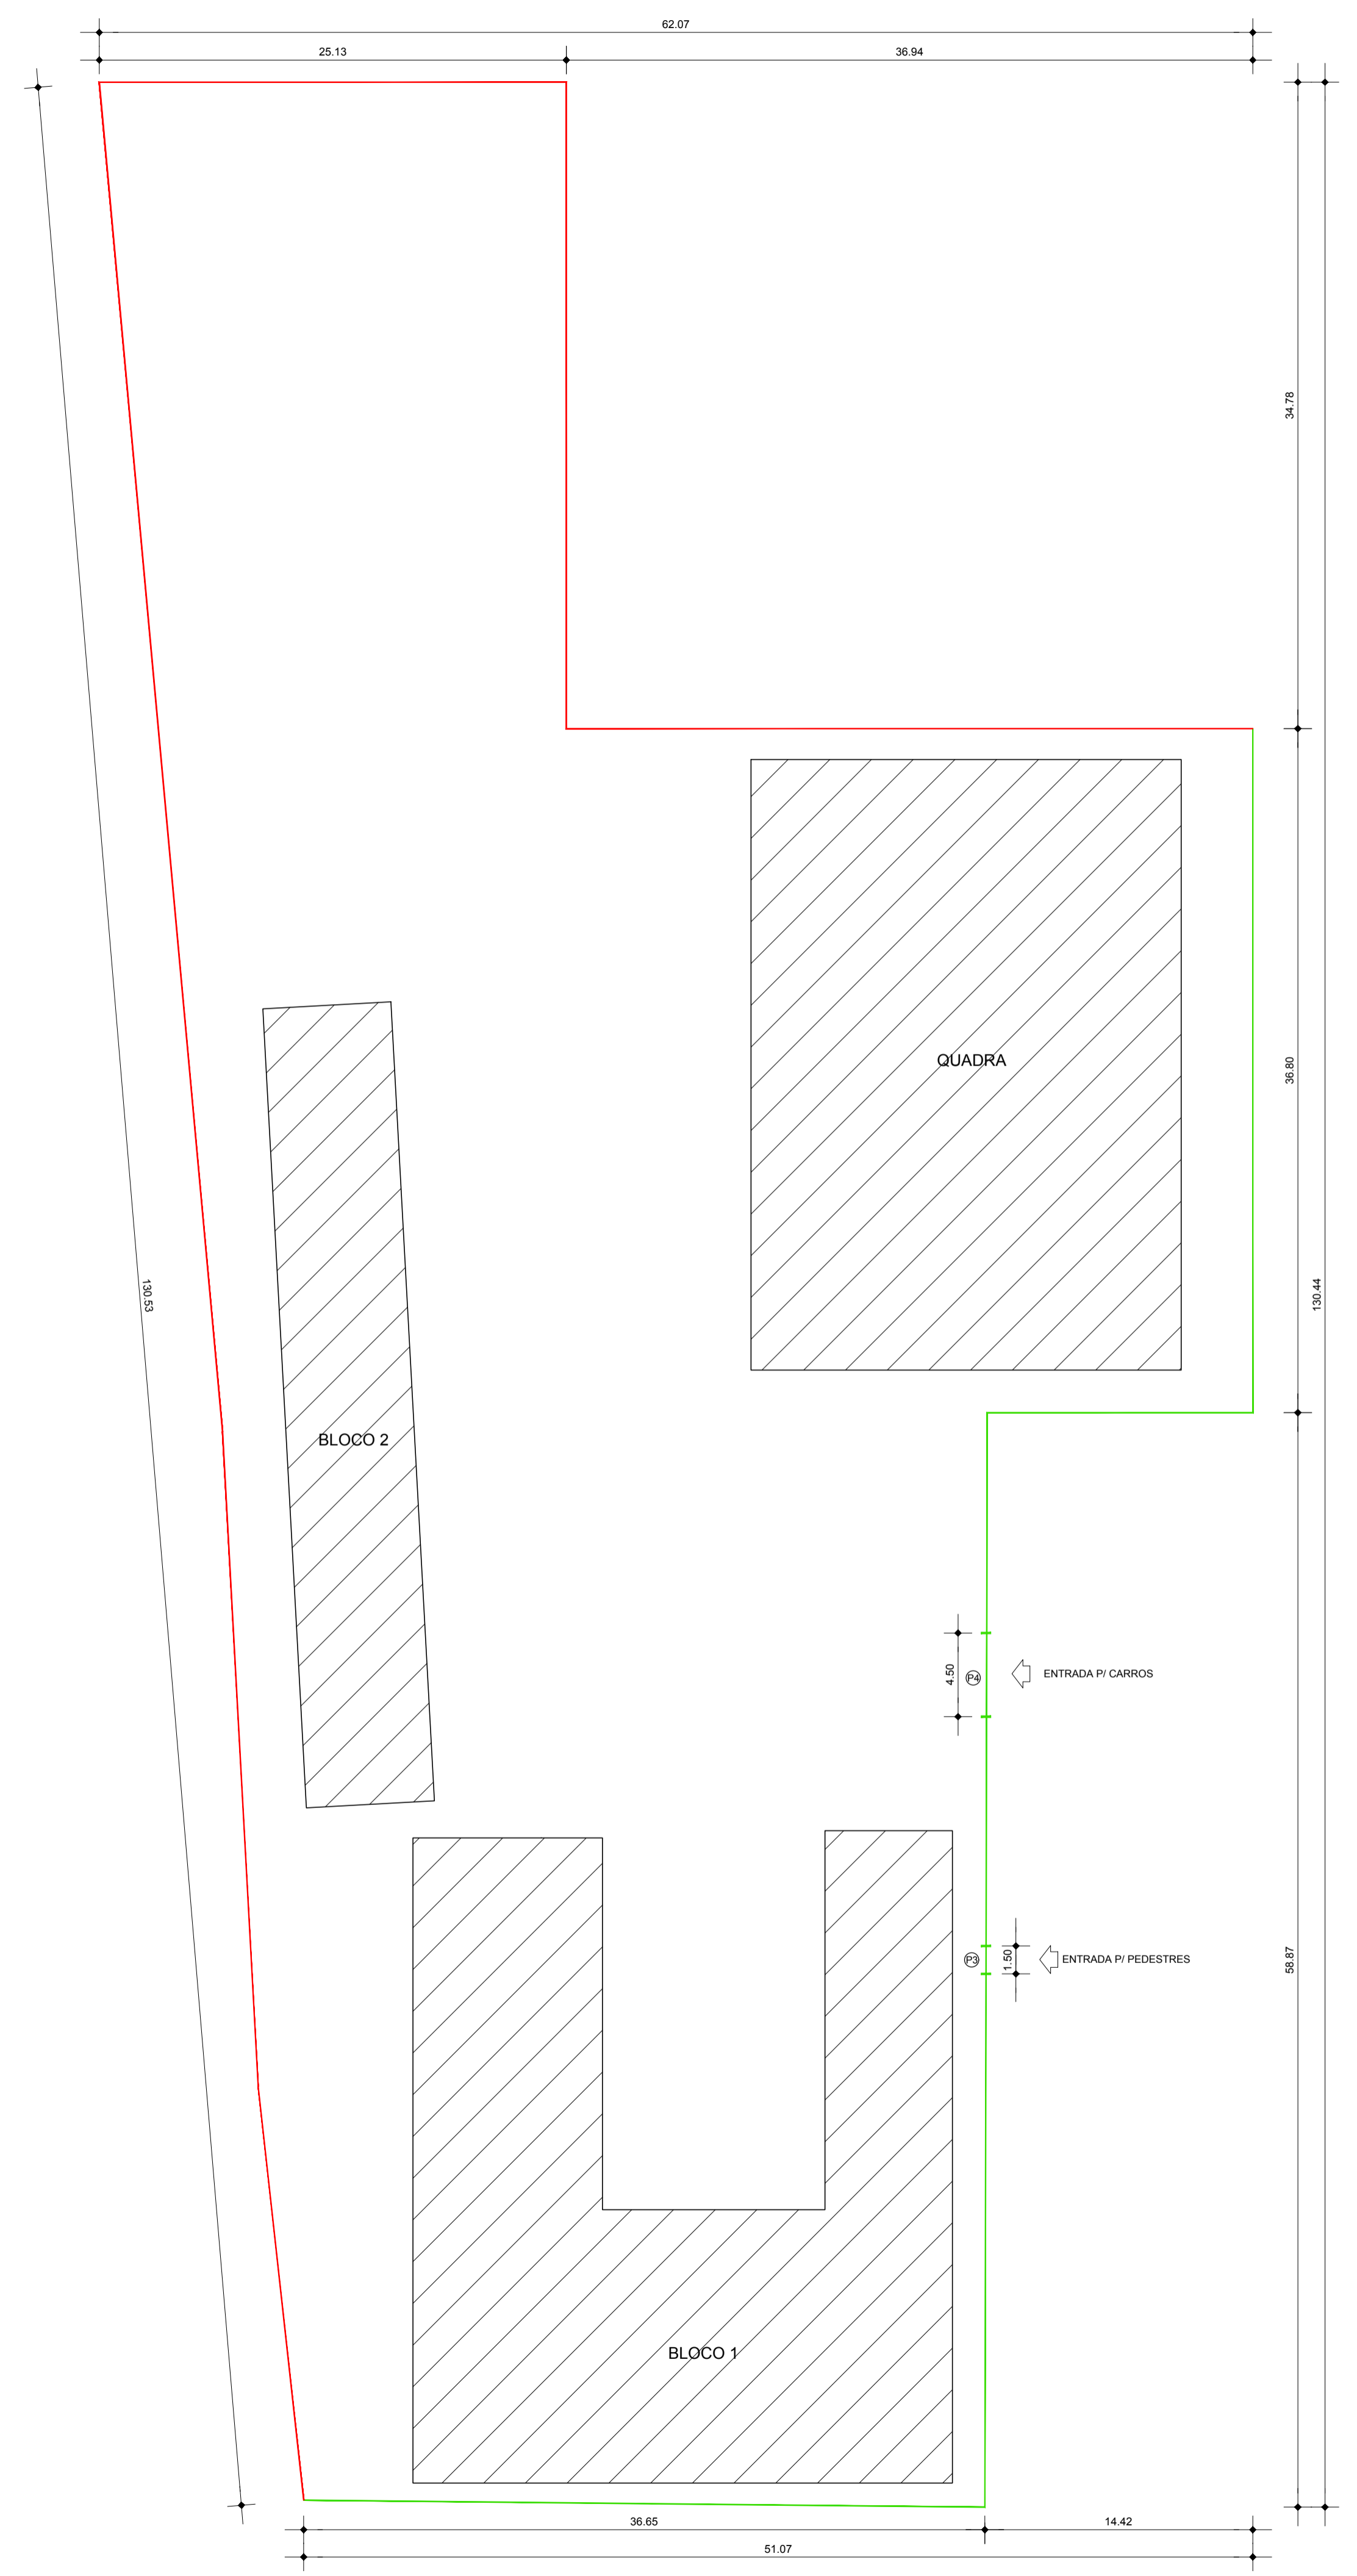 62.07
25.13
36.94
34.78
QUADRA
36.80
130.53
130.44
BLOCO 2
4.50
P4
ENTRADA P/ CARROS
P3
1.50
ENTRADA P/ PEDESTRES
58.87
BLOCO 1
36.65
14.42
51.07